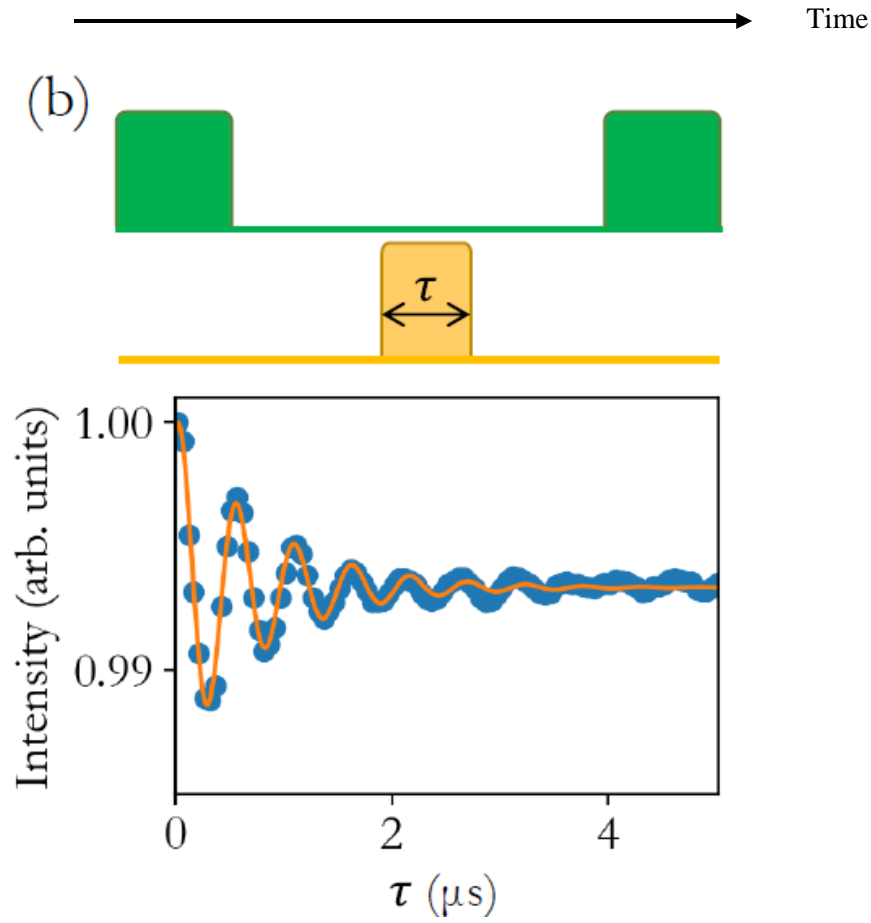 Time
(b)
τ
Intensity (arb. units)
1.00
0.99
0
2
4
τ (μs)